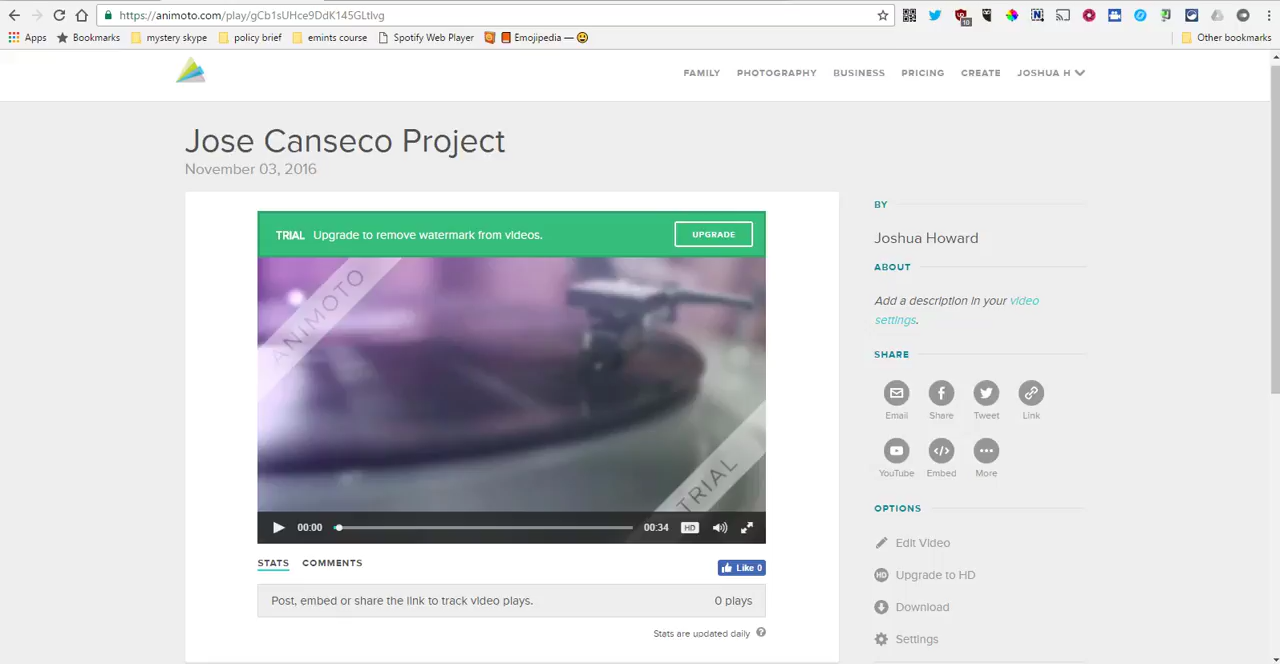 https://animoto.com/play/gCb1sUHce9DdK145GLtlvg
10
Apps Bookmarks mystery skype policy brief emints course Spotify Web Player Emojipedia — Other bookmarks
FAMILY PHOTOGRAPHY BUSINESS PRICING CREATE JOSHUA H
Jose Canseco Project
November 03, 2016
TRIAL Upgrade to remove watermark from videos. UPGRADE
ANIMOTO
TRIAL
00:00 00:34 HD
STATS COMMENTS Like 0
Post, embed or share the link to track video plays. 0 plays
Stats are updated daily ?
BY
Joshua Howard
ABOUT
Add a description in your video
settings.
SHARE
Email Share Tweet Link
YouTube Embed More
OPTIONS
Edit Video
HD Upgrade to HD
Download
Settings